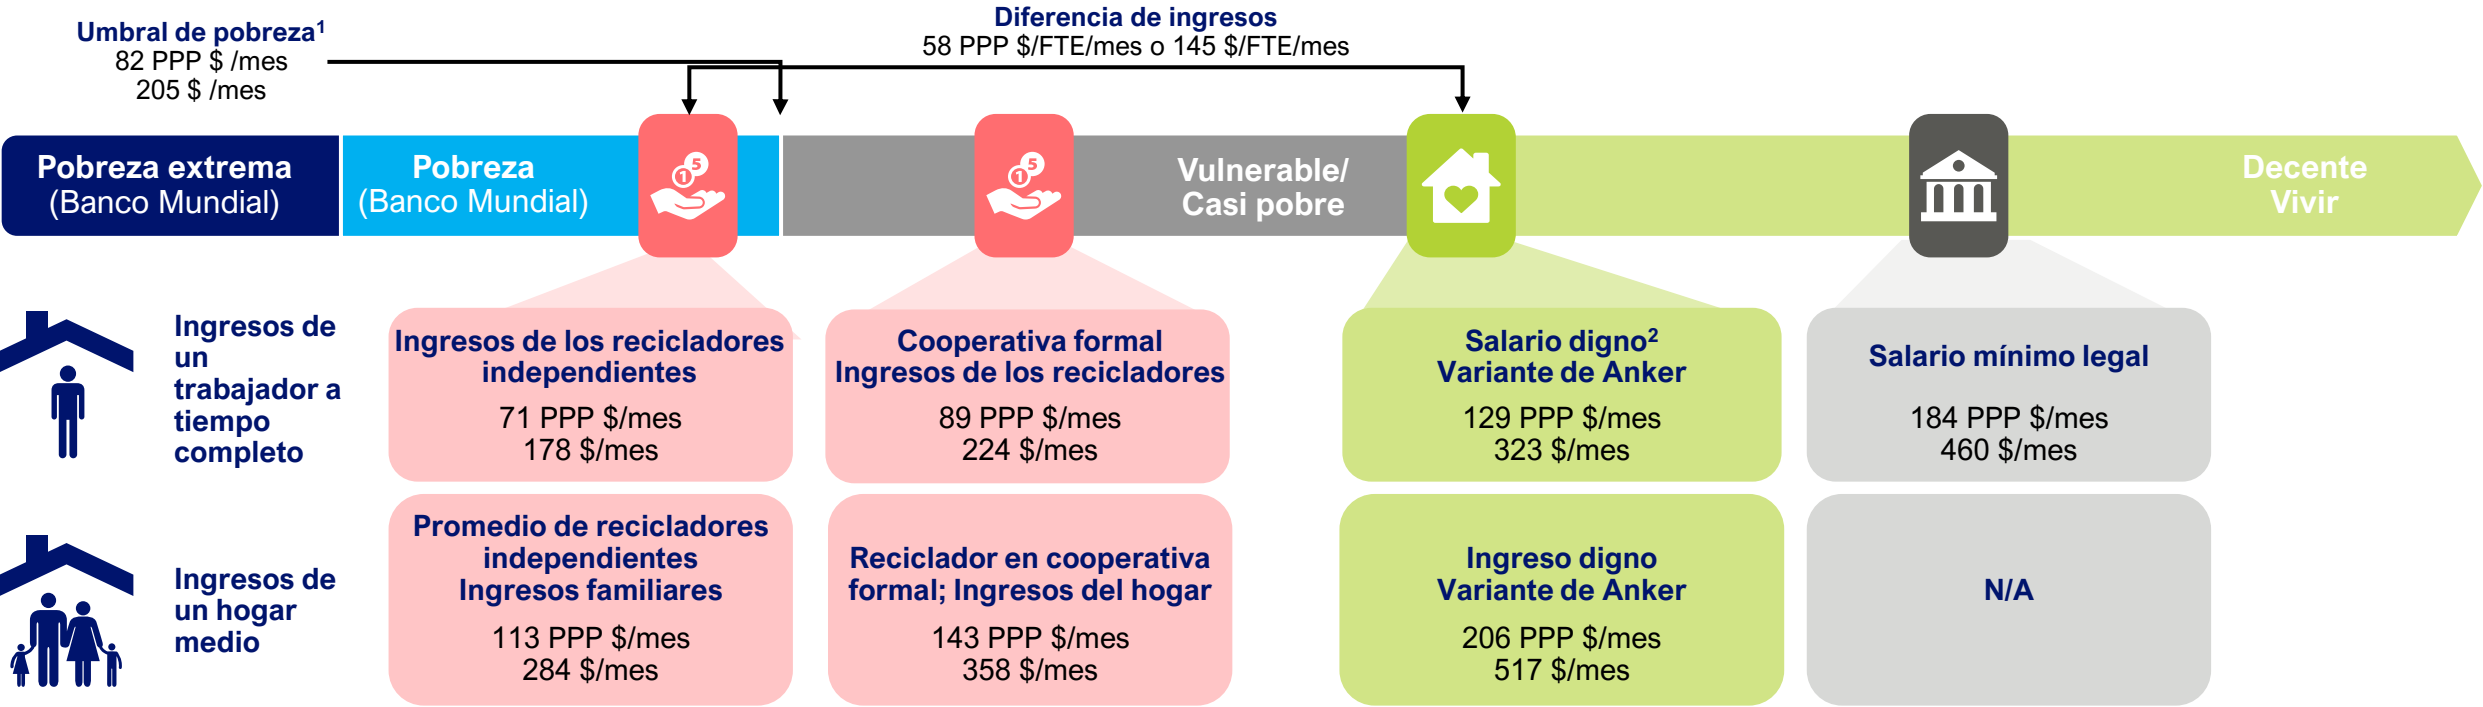 Umbral de pobreza¹
82 PPP $ /mes
205 $ /mes
Diferencia de ingresos
58 PPP $/FTE/mes o 145 $/FTE/mes
Pobreza extrema
(Banco Mundial)
Pobreza
(Banco Mundial)
5
1
5
1
Vulnerable/
Casi pobre
Decente
Vivir
Ingresos de
un
trabajador a
tiempo
completo
Ingresos de los recicladores
independientes
71 PPP $/mes
178 $/mes
Cooperativa formal
Ingresos de los recicladores
89 PPP $/mes
224 $/mes
Salario digno²
Variante de Anker
129 PPP $/mes
323 $/mes
Salario mínimo legal
184 PPP $/mes
460 $/mes
Ingresos de
un hogar
medio
Promedio de recicladores
independientes
Ingresos familiares
113 PPP $/mes
284 $/mes
Reciclador en cooperativa
formal; Ingresos del hogar
143 PPP $/mes
358 $/mes
Ingreso digno
Variante de Anker
206 PPP $/mes
517 $/mes
N/A